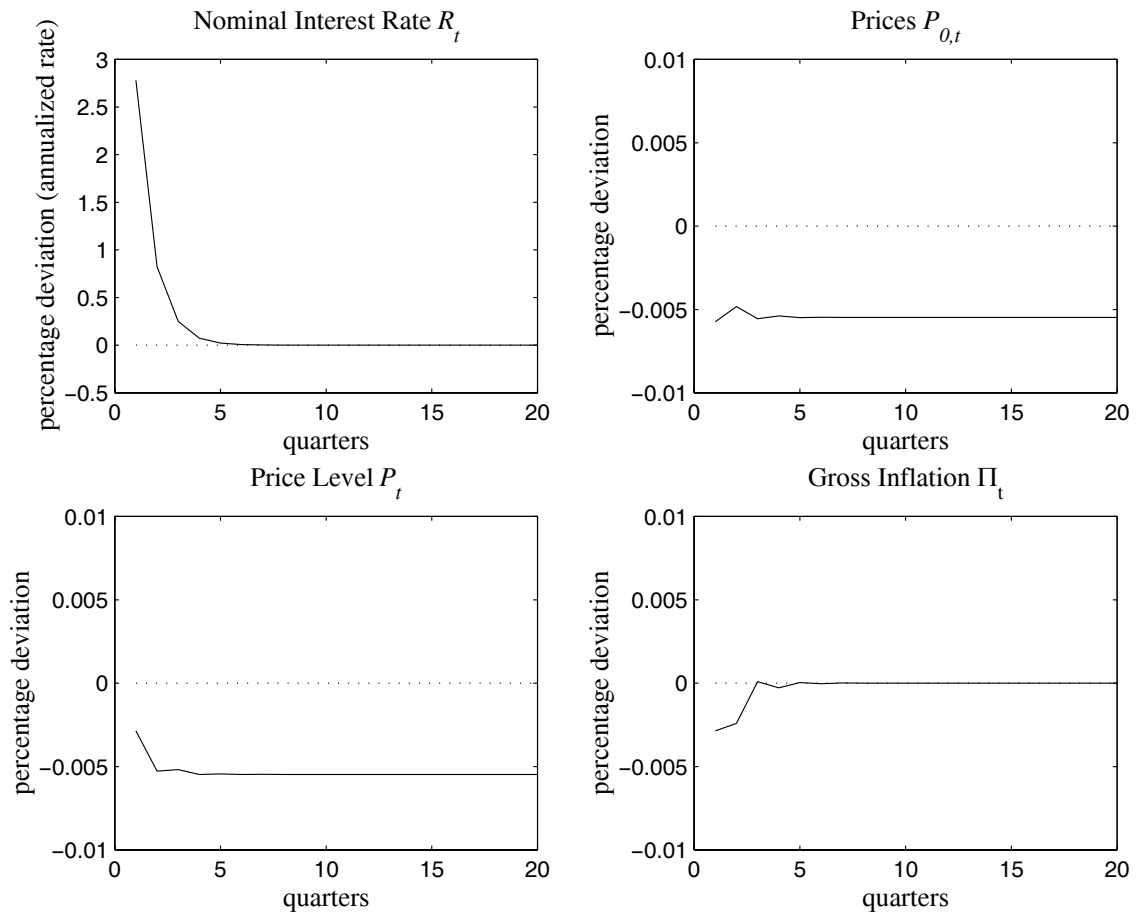 Nominal Interest Rate R_t
percentage deviation (annualized rate)
3
2.5
2
1.5
1
0.5
0
−0.5
0 5 10 15 20
quarters
Prices P_{0,t}
percentage deviation
0.01
0.005
0
−0.005
−0.01
0 5 10 15 20
quarters
Price Level P_t
percentage deviation
0.01
0.005
0
−0.005
−0.01
0 5 10 15 20
quarters
Gross Inflation Π_t
percentage deviation
0.01
0.005
0
−0.005
−0.01
0 5 10 15 20
quarters